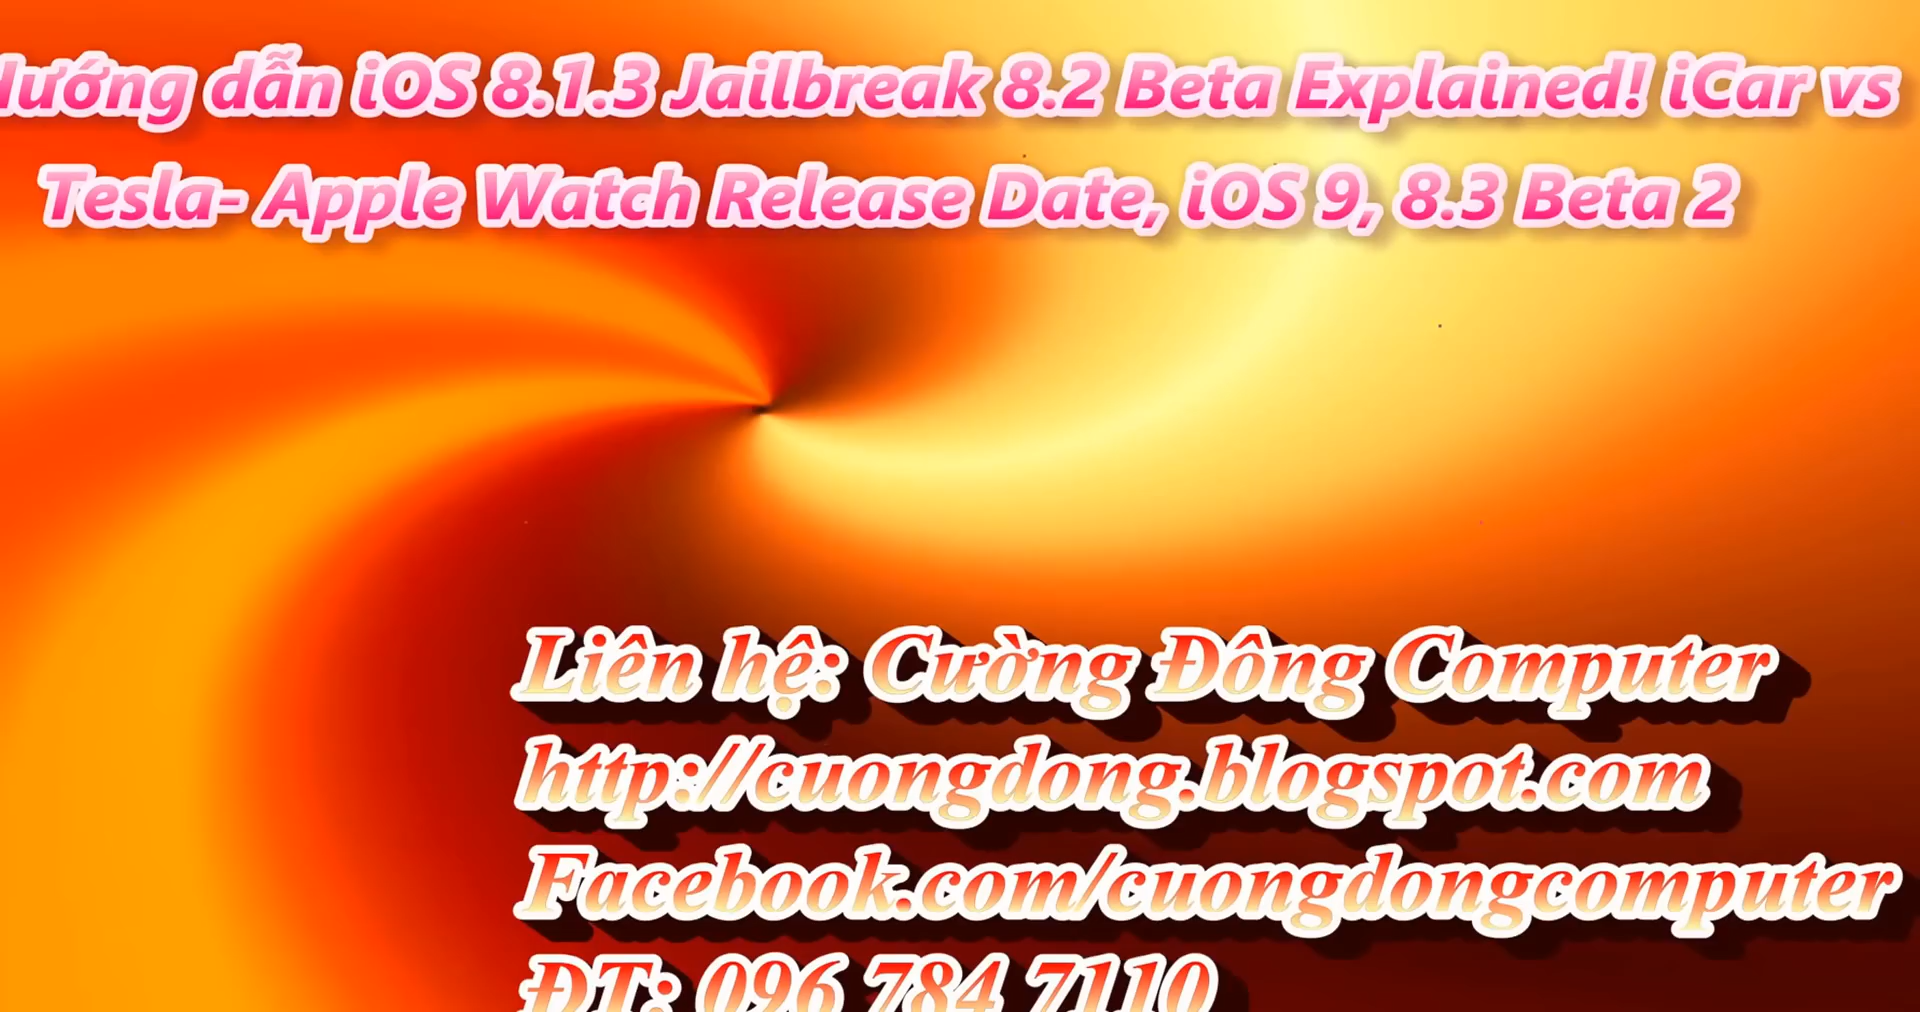 Hướng dẫn iOS 8.1.3 Jailbreak 8.2 Beta Explained! iCar vs
Tesla- Apple Watch Release Date, iOS 9, 8.3 Beta 2
Liên hệ: Cường Đông Computer
http://cuongdong.blogspot.com
Facebook.com/cuongdongcomputer
ĐT: 096 784 7110